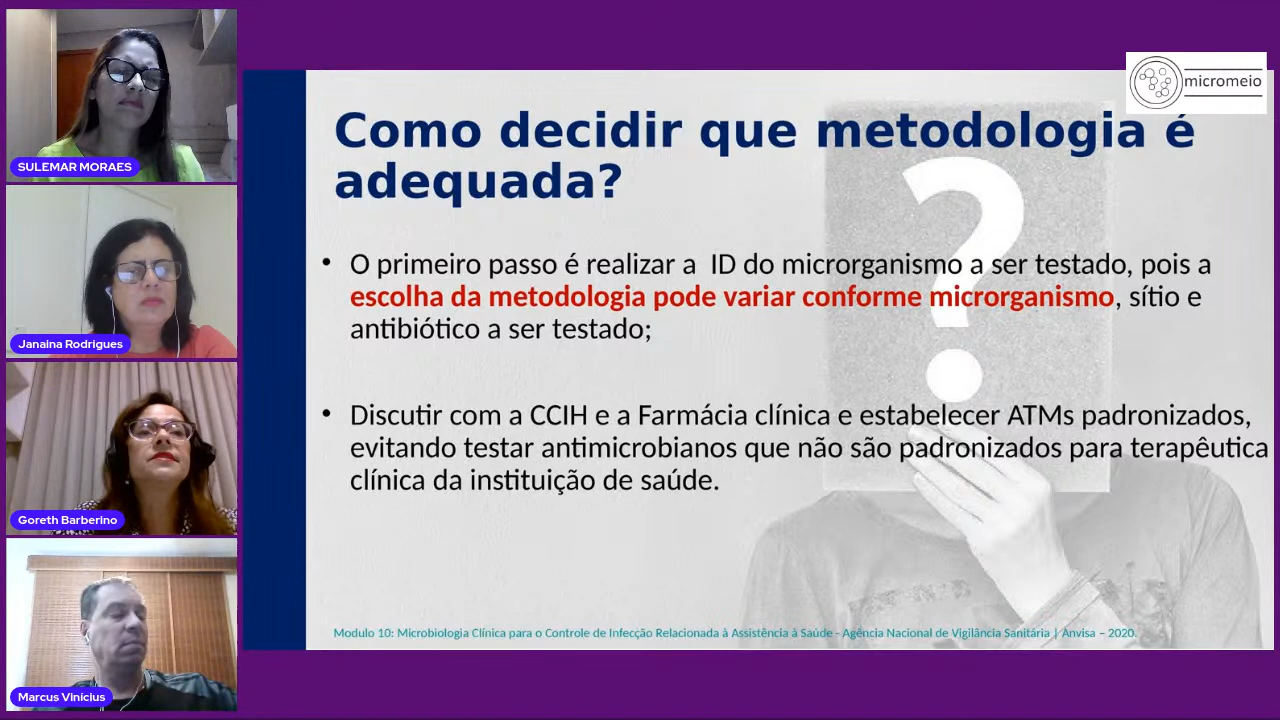 SULEMAR MORAES
Janaina Rodrigues
Goreth Barberino
Marcus Vinícius
micromeio
Como decidir que metodologia é
adequada?
• O primeiro passo é realizar a ID do microrganismo a ser testado, pois a
escolha da metodologia pode variar conforme microrganismo, sítio e
antibiótico a ser testado;
• Discutir com a CCIH e a Farmácia clínica e estabelecer ATMs padronizados,
evitando testar antimicrobianos que não são padronizados para terapêutica
clínica da instituição de saúde.
?
Modulo 10: Microbiologia Clínica para o Controle de Infecção Relacionada à Assistência à Saúde - Agência Nacional de Vigilância Sanitária | Anvisa – 2020.